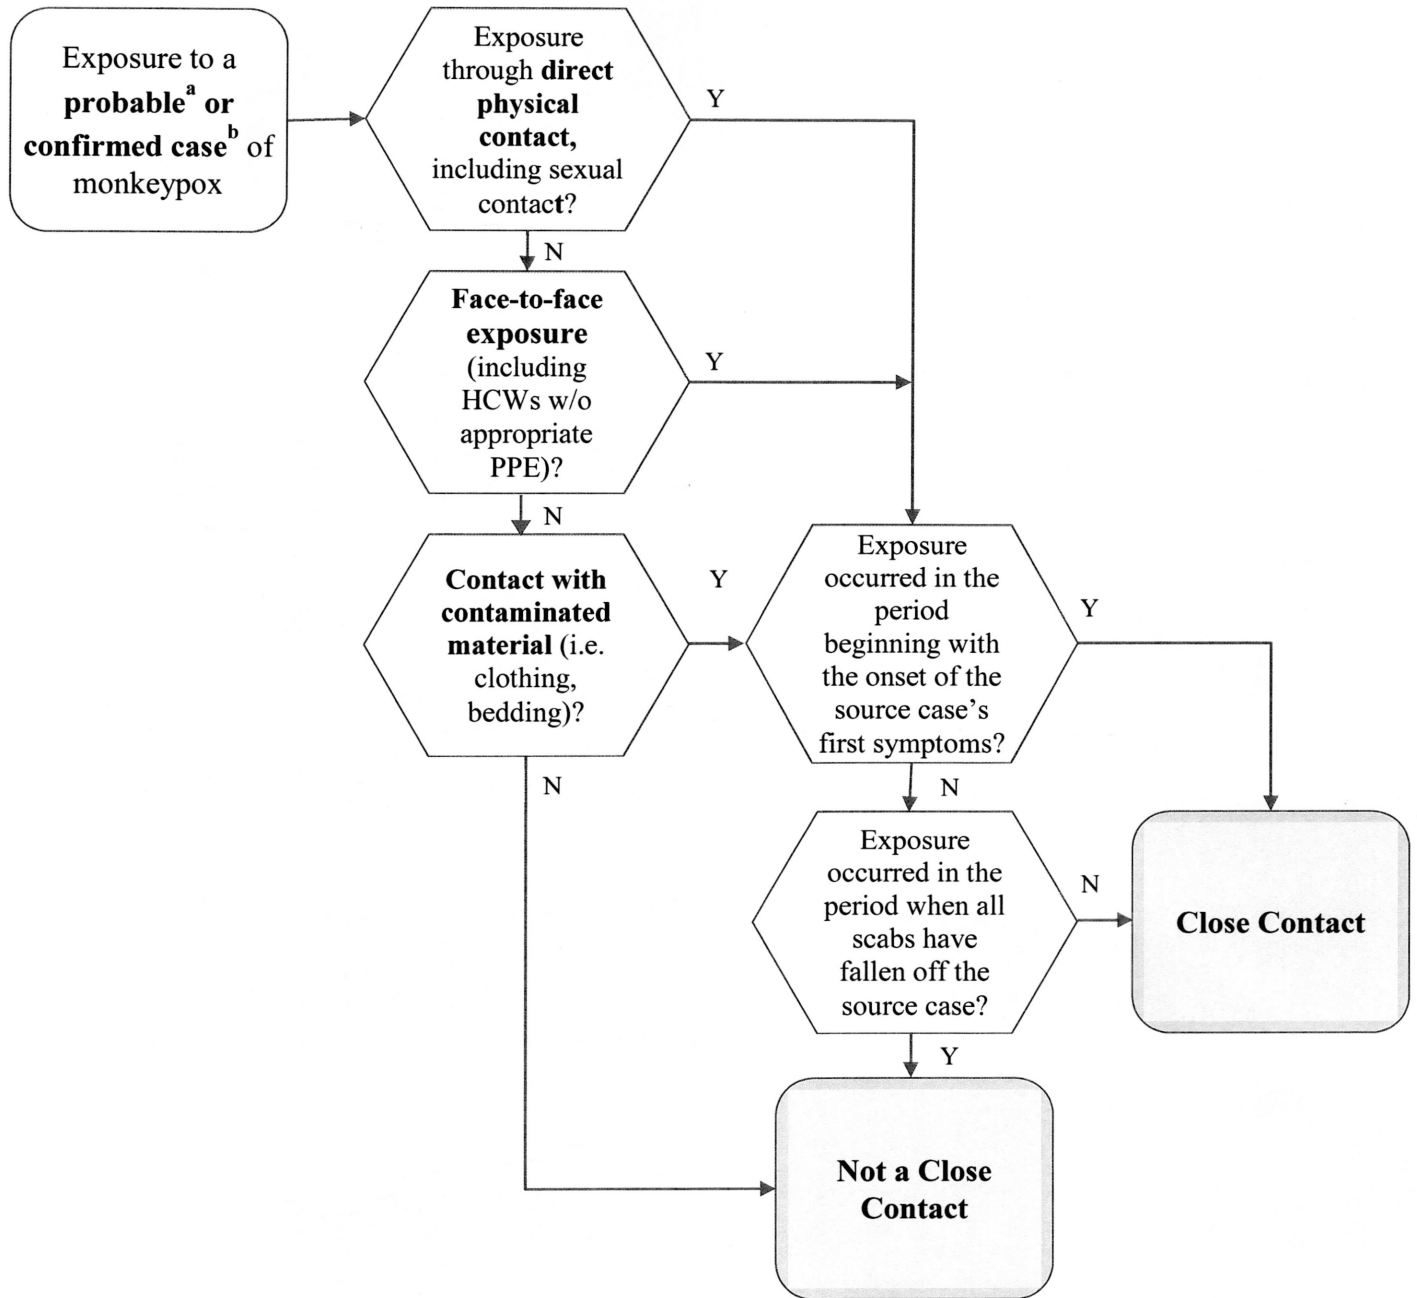 Exposure to a
probable^a or
confirmed case^b of
monkeypox
Exposure
through direct
physical
contact,
including sexual
contact?
Y
N
Face-to-face
exposure
(including
HCWs w/o
appropriate
PPE)?
Y
N
Contact with
contaminated
material (i.e.
clothing,
bedding)?
Y
N
Exposure
occurred in the
period
beginning with
the onset of the
source case's
first symptoms?
Y
N
Exposure
occurred in the
period when all
scabs have
fallen off the
source case?
N
Y
Close Contact
Not a Close
Contact